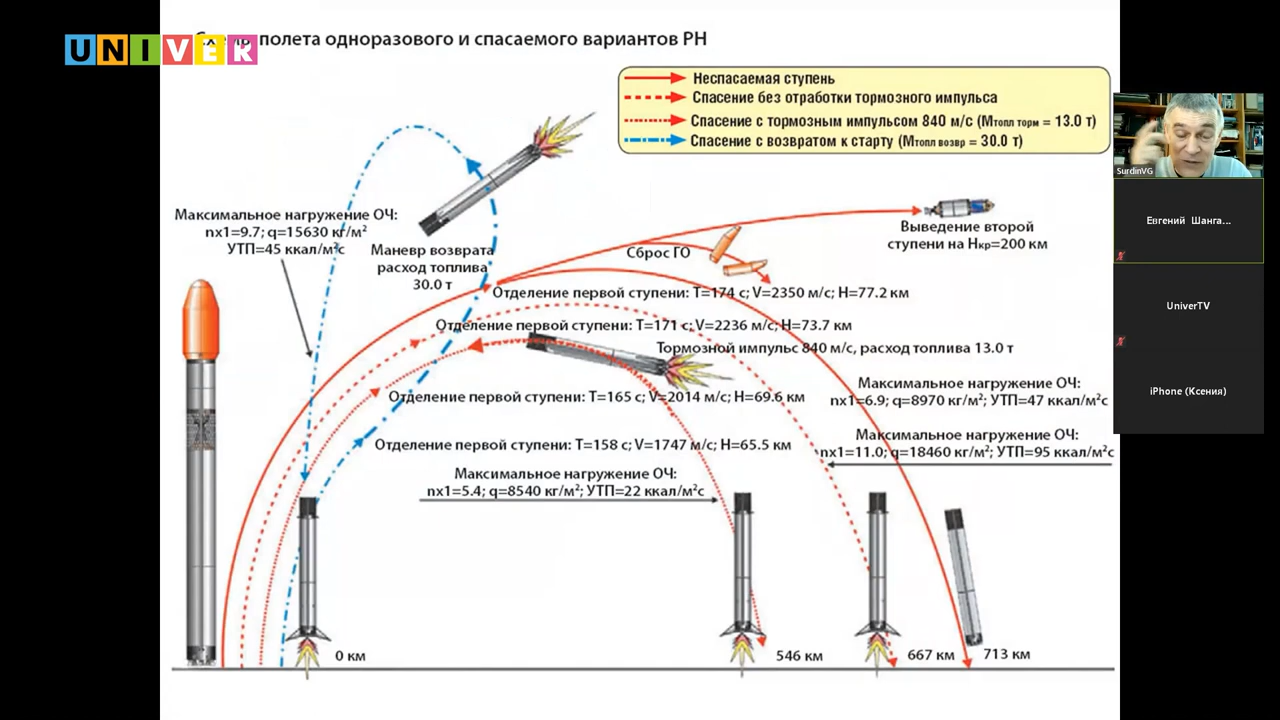 UNIVER
полета одноразового и спасаемого вариантов РН
Неспасаемая ступень
Спасение без отработки тормозного импульса
Спасение с тормозным импульсом 840 м/с (Мтопл торм = 13.0 т)
Спасение с возвратом к старту (Мтопл возвр = 30.0 т)
SurdinVG
Евгений Шанга...
UniverTV
iPhone (Ксения)
Максимальное нагружение ОЧ:
nx1=9.7; q=15630 кг/м²
УТП=45 ккал/м²с
Маневр возврата
расход топлива
30.0 т
Сброс ГО
Выведение второй
ступени на Нкр=200 км
Отделение первой ступени: T=174 с; V=2350 м/с; H=77.2 км
Отделение первой ступени: T=171 с; V=2236 м/с; H=73.7 км
Тормозной импульс 840 м/с, расход топлива 13.0 т
Максимальное нагружение ОЧ:
nx1=6.9; q=8970 кг/м²; УТП=47 ккал/м²с
Отделение первой ступени: T=165 с; V=2014 м/с; H=69.6 км
Отделение первой ступени: T=158 с; V=1747 м/с; H=65.5 км
Максимальное нагружение ОЧ:
nx1=11.0; q=18460 кг/м²; УТП=95 ккал/м²с
Максимальное нагружение ОЧ:
nx1=5.4; q=8540 кг/м²; УТП=22 ккал/м²с
0 км
546 км
667 км
713 км